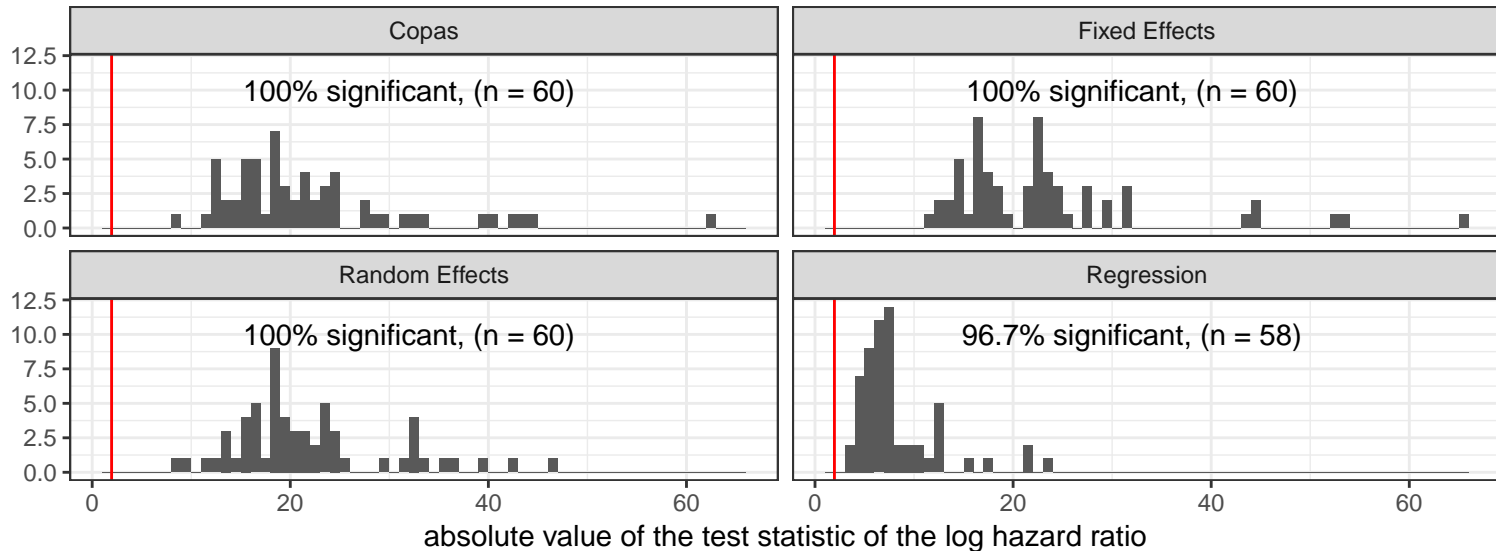 Copas
Fixed Effects
12.5
10.0
7.5
5.0
2.5
0.0
100% significant, (n = 60)
100% significant, (n = 60)
Random Effects
Regression
12.5
10.0
7.5
5.0
2.5
0.0
100% significant, (n = 60)
96.7% significant, (n = 58)
0 20 40 60
0 20 40 60
absolute value of the test statistic of the log hazard ratio